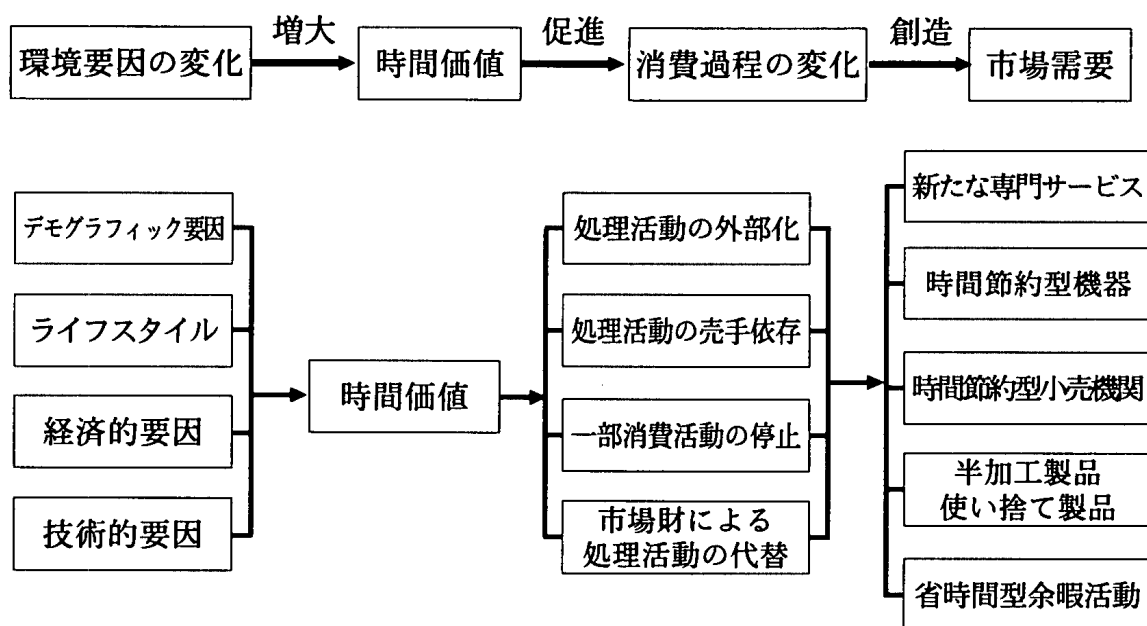 増大
促進
創造
環境要因の変化
時間価値
消費過程の変化
市場需要
デモグラフィック要因
ライフスタイル
経済的要因
技術的要因
時間価値
処理活動の外部化
処理活動の売手依存
一部消費活動の停止
市場財による
処理活動の代替
新たな専門サービス
時間節約型機器
時間節約型小売機関
半加工製品
使い捨て製品
省時間型余暇活動